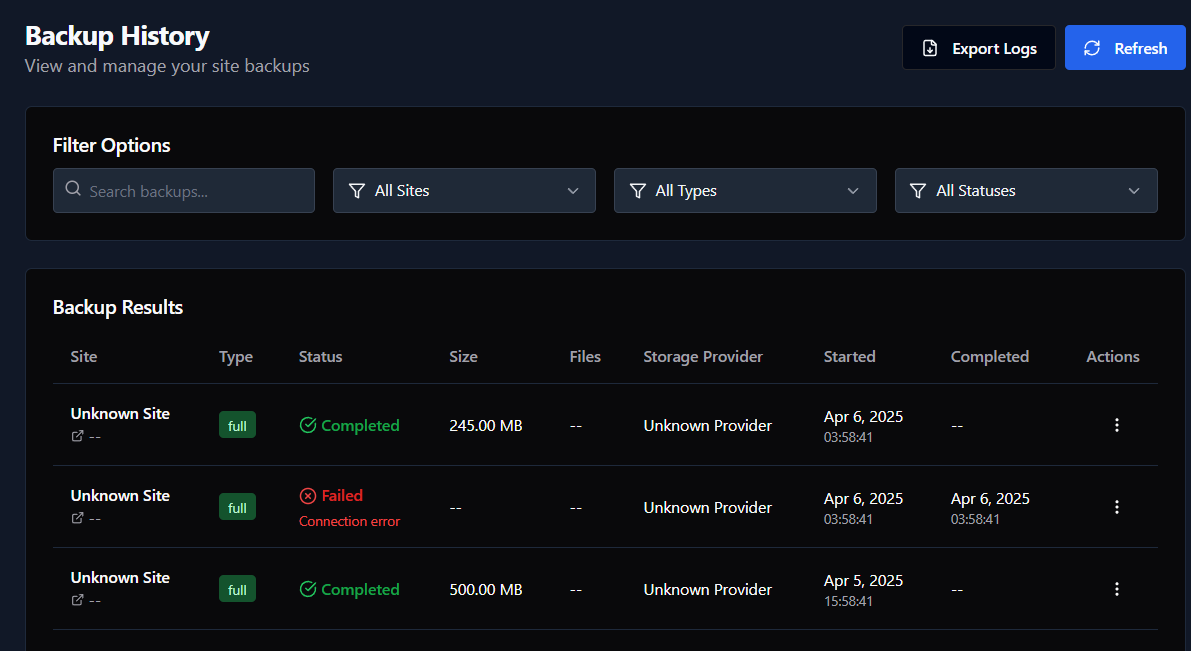 Backup History
View and manage your site backups
Export Logs
Refresh
Filter Options
Search backups...
All Sites
All Types
All Statuses
Backup Results
Site Type Status Size Files Storage Provider Started Completed Actions
Unknown Site
--
full
Completed
245.00 MB
--
Unknown Provider
Apr 6, 2025
03:58:41
--
Unknown Site
--
full
Failed
Connection error
--
--
Unknown Provider
Apr 6, 2025
03:58:41
Apr 6, 2025
03:58:41
Unknown Site
--
full
Completed
500.00 MB
--
Unknown Provider
Apr 5, 2025
15:58:41
--